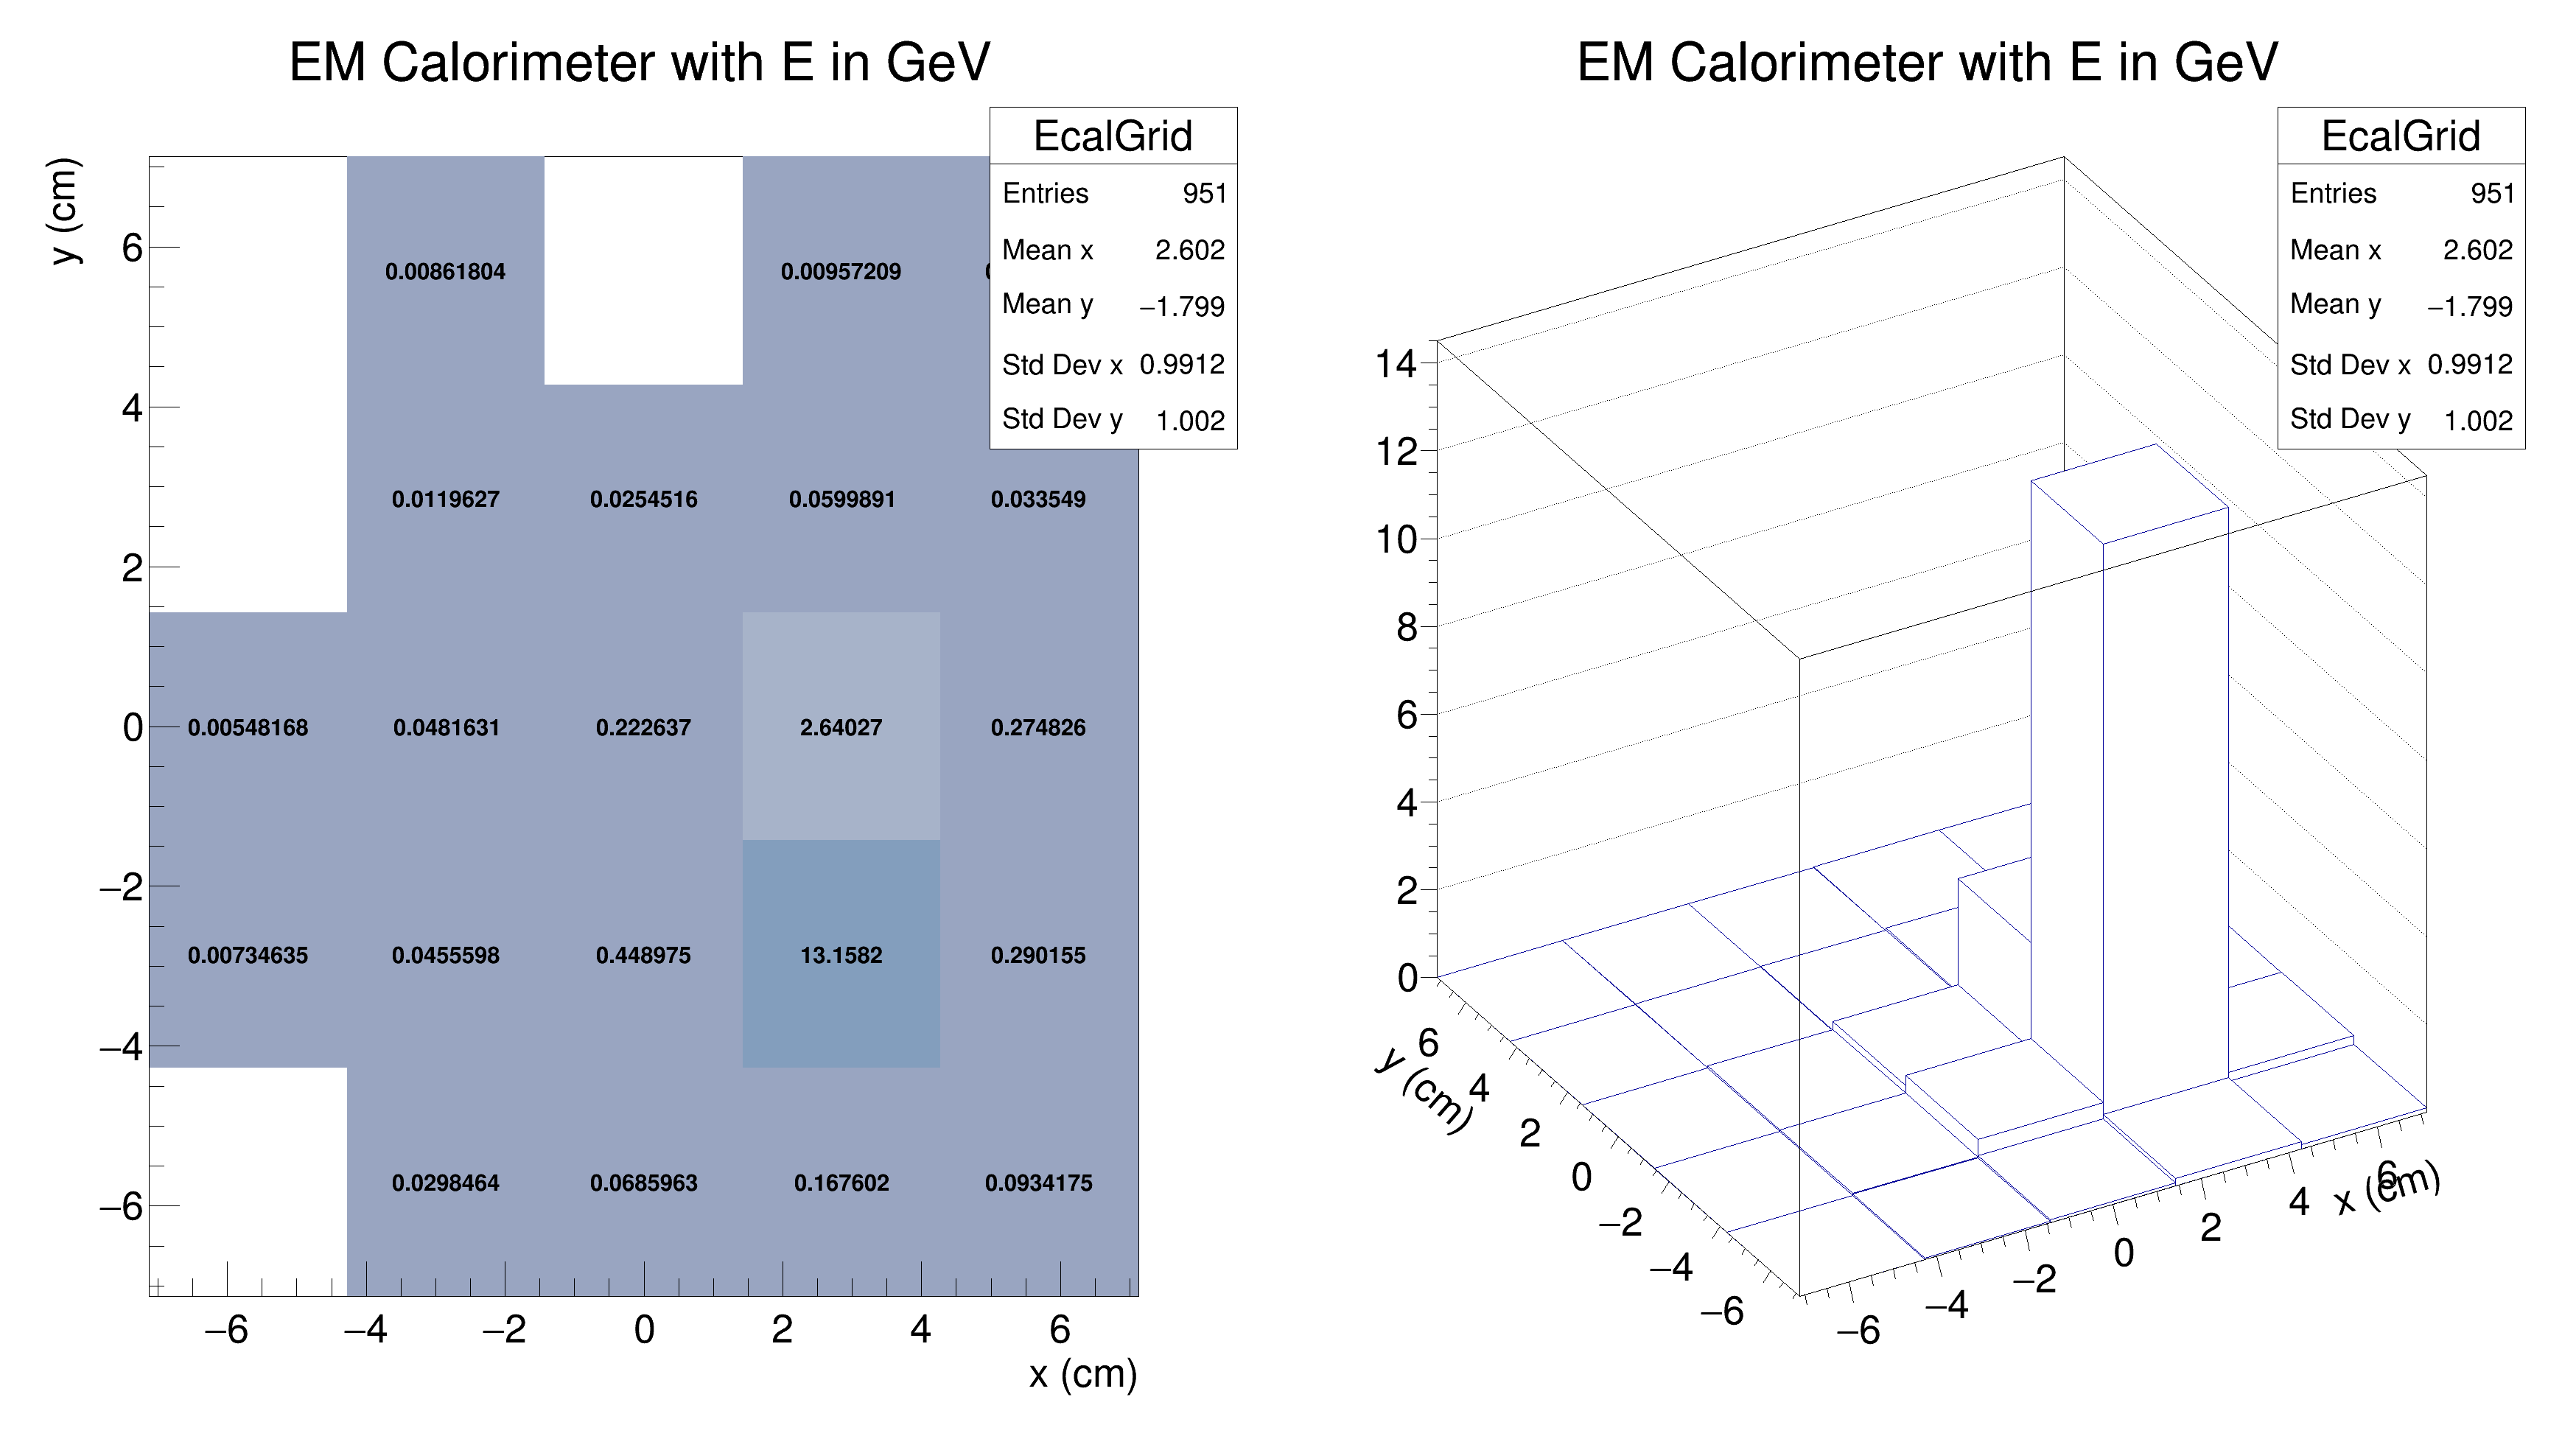 EM Calorimeter with E in GeV
EcalGrid
Entries 951
Mean x 2.602
Mean y −1.799
Std Dev x 0.9912
Std Dev y 1.002
y (cm)
6
4
2
0
−2
−4
−6
0.00861804 0.00957209
0.0119627 0.0254516 0.0599891 0.033549
0.00548168 0.0481631 0.222637 2.64027 0.274826
0.00734635 0.0455598 0.448975 13.1582 0.290155
0.0298464 0.0685963 0.167602 0.0934175
−6 −4 −2 0 2 4 6
x (cm)
EM Calorimeter with E in GeV
EcalGrid
Entries 951
Mean x 2.602
Mean y −1.799
Std Dev x 0.9912
Std Dev y 1.002
14
12
10
8
6
4
2
0
6
4
2
0
−2
−4
−6
y (cm)
−6
−4
−2
0
2
4
6
x (cm)